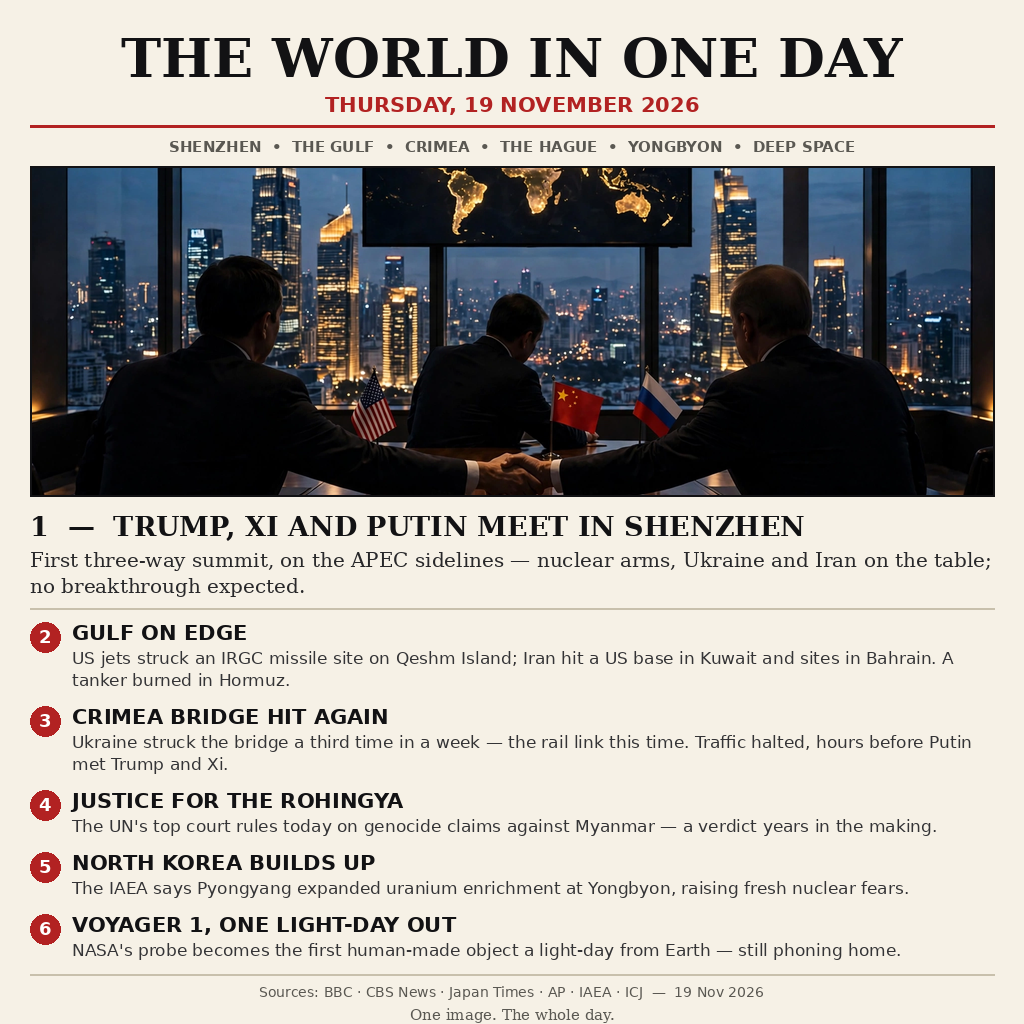 THE WORLD IN ONE DAY
THURSDAY, 19 NOVEMBER 2026
SHENZHEN • THE GULF • CRIMEA • THE HAGUE • YONGBYON • DEEP SPACE
1 — TRUMP, XI AND PUTIN MEET IN SHENZHEN
First three-way summit, on the APEC sidelines — nuclear arms, Ukraine and Iran on the table;
no breakthrough expected.
2 GULF ON EDGE
US jets struck an IRGC missile site on Qeshm Island; Iran hit a US base in Kuwait and sites in Bahrain. A
tanker burned in Hormuz.
3 CRIMEA BRIDGE HIT AGAIN
Ukraine struck the bridge a third time in a week — the rail link this time. Traffic halted, hours before Putin
met Trump and Xi.
4 JUSTICE FOR THE ROHINGYA
The UN's top court rules today on genocide claims against Myanmar — a verdict years in the making.
5 NORTH KOREA BUILDS UP
The IAEA says Pyongyang expanded uranium enrichment at Yongbyon, raising fresh nuclear fears.
6 VOYAGER 1, ONE LIGHT-DAY OUT
NASA's probe becomes the first human-made object a light-day from Earth — still phoning home.
Sources: BBC · CBS News · Japan Times · AP · IAEA · ICJ — 19 Nov 2026
One image. The whole day.